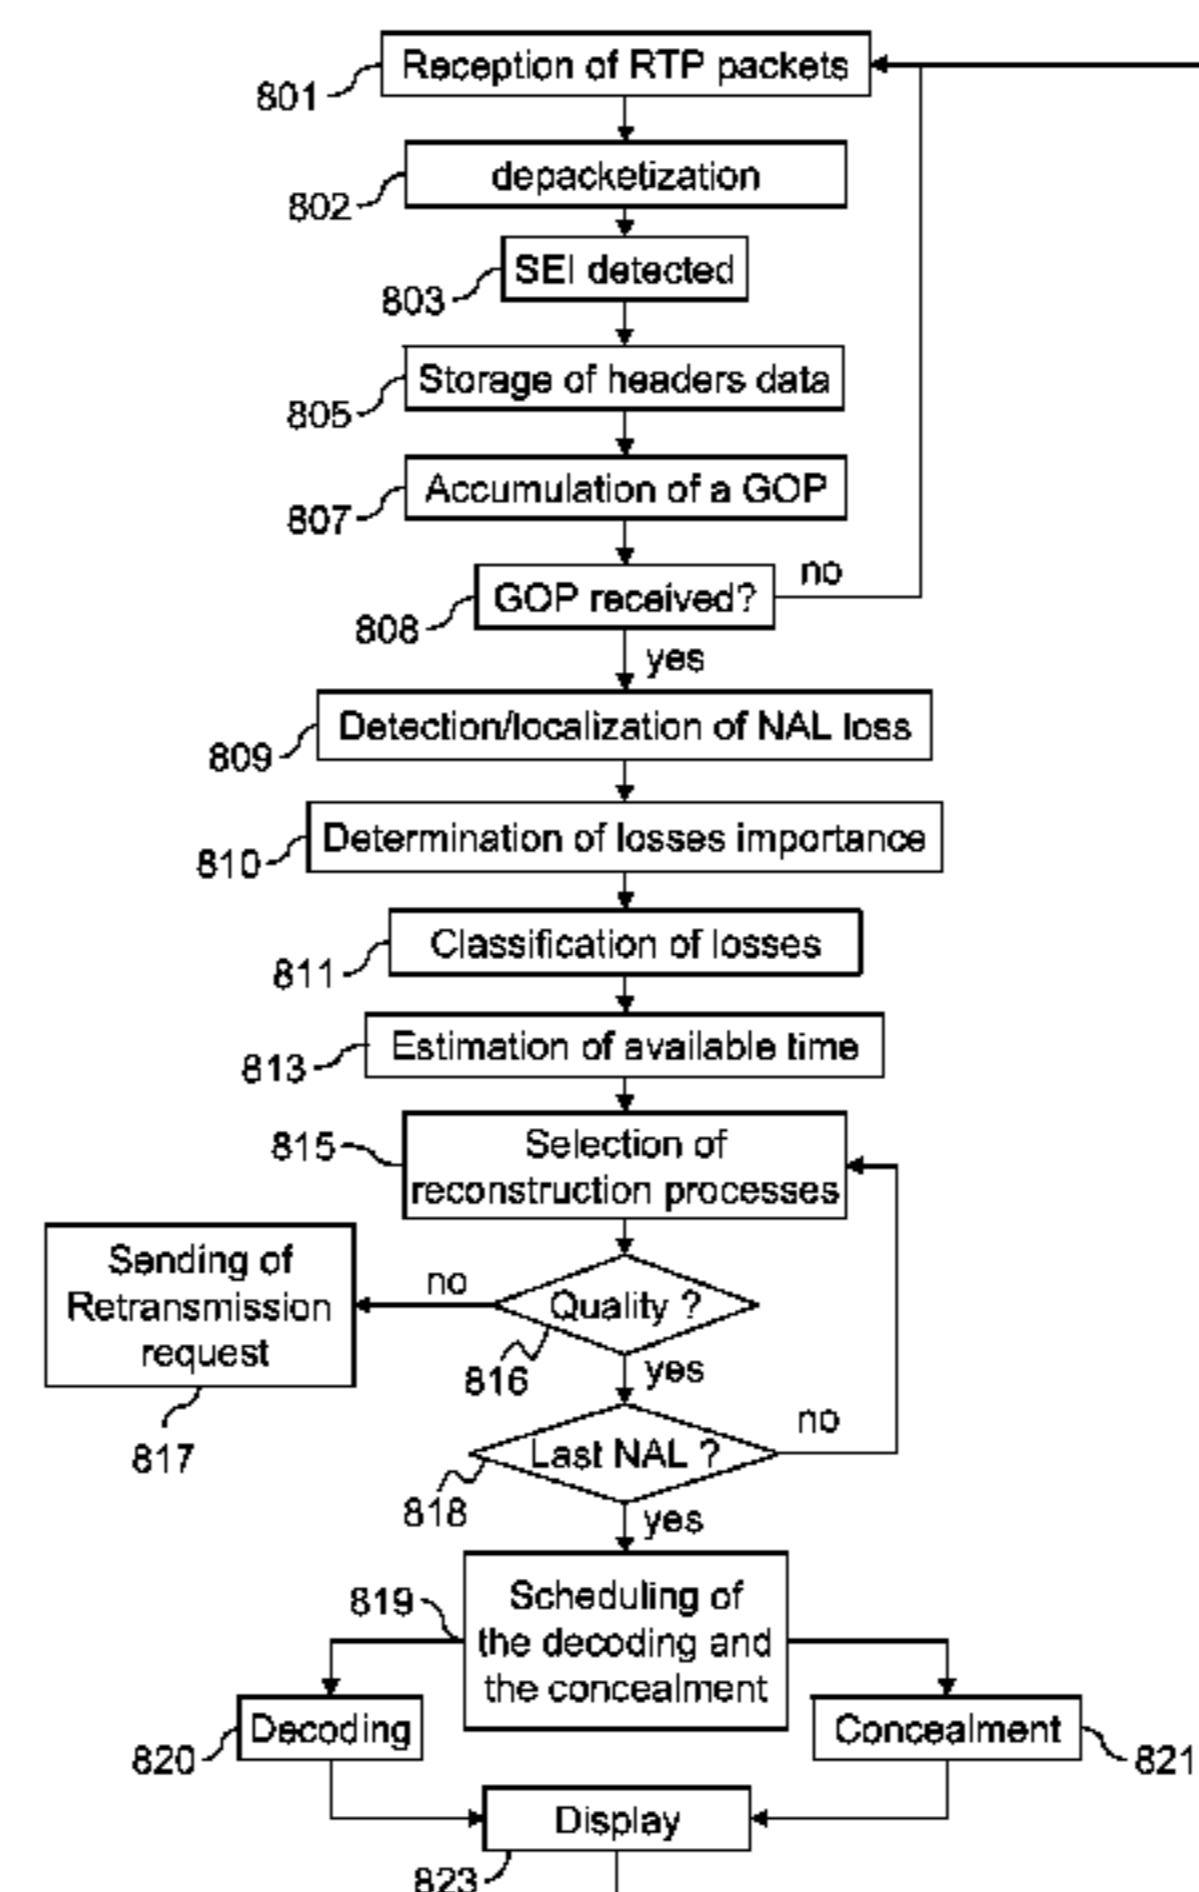 Reception of RTP packets
801
depacketization
802
SEI detected
803
Storage of headers data
805
Accumulation of a GOP
807
GOP received?
no
808
yes
Detection/localization of NAL loss
809
Determination of losses importance
810
Classification of losses
811
Estimation of available time
813
815
Selection of
reconstruction processes
Sending of
Retransmission
request
no
Quality ?
816
yes
817
Last NAL ?
no
818
yes
819
Scheduling of
the decoding and
the concealment
Decoding
820
Concealment
821
Display
823